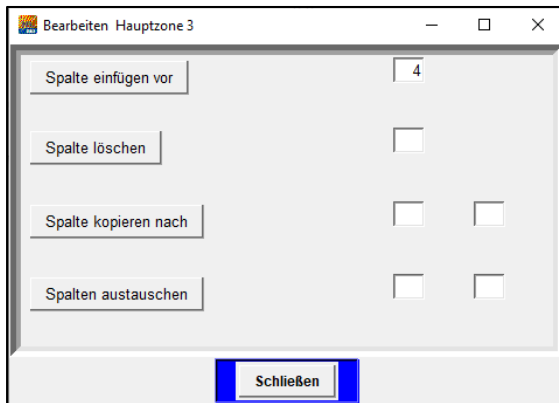 Bearbeiten Hauptzone 3
Spalte einfügen vor 4
Spalte löschen
Spalte kopieren nach
Spalten austauschen
Schließen